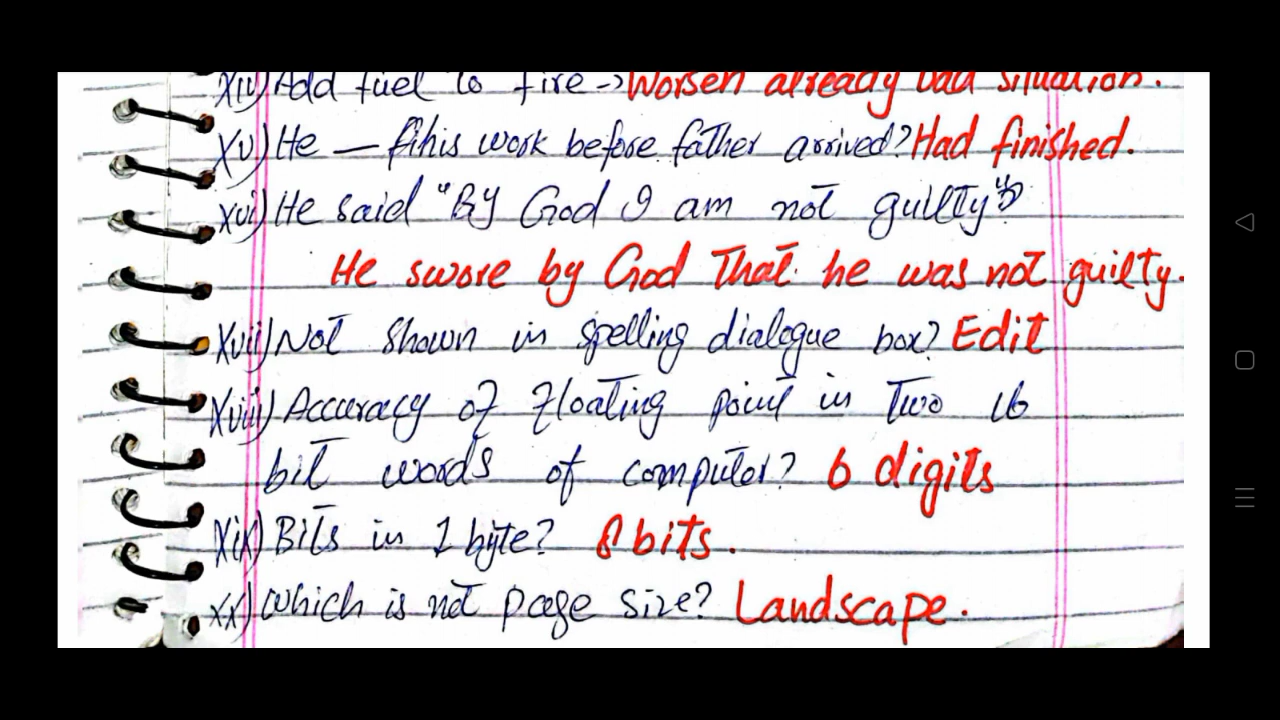 xiv) Add fuel to fire -> Worsen already bad situation.
xv) He — fihis work before father arrived? Had finished.
xvi) He said "By God I am not guilty"?
He swore by God That he was not guilty.
xvii) Not shown in spelling dialogue box? Edit
xviii) Accuracy of floating point in Two 16
bit words of computer? 6 digits
xix) Bits in 1 byte? 8 bits.
xx) Which is not page size? Landscape.